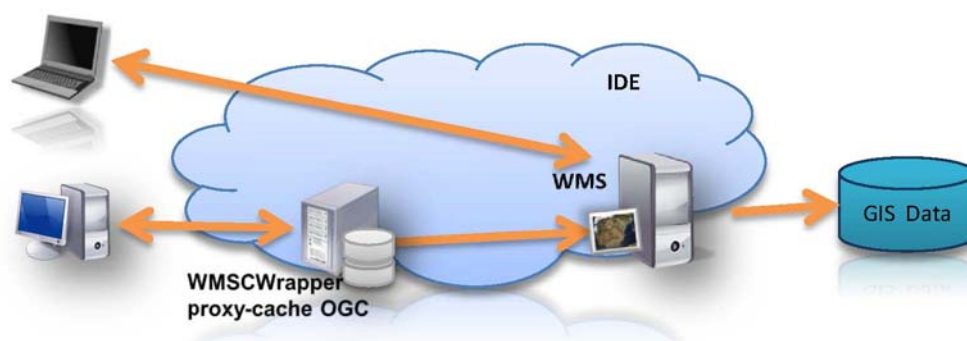 IDE
WMS
GIS Data
WMSCWrapper
proxy-cache OGC